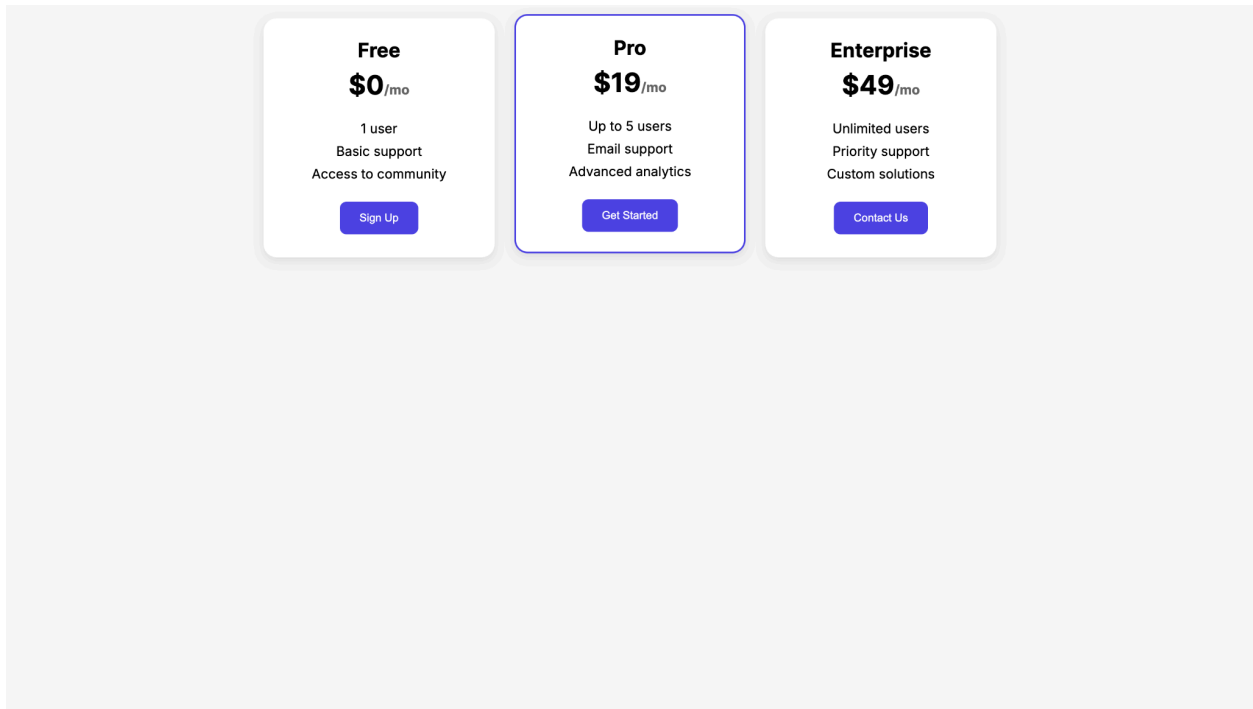 Free
$0/mo
1 user
Basic support
Access to community
Sign Up
Pro
$19/mo
Up to 5 users
Email support
Advanced analytics
Get Started
Enterprise
$49/mo
Unlimited users
Priority support
Custom solutions
Contact Us